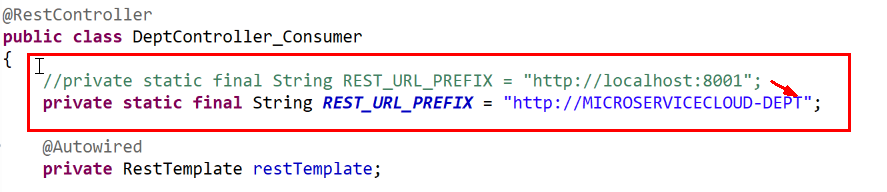 @RestController
public class DeptController_Consumer
{
//private static final String REST_URL_PREFIX = "http://localhost:8001";
private static final String REST_URL_PREFIX = "http://MICROSERVICECLOUD-DEPT";
@Autowired
private RestTemplate restTemplate;